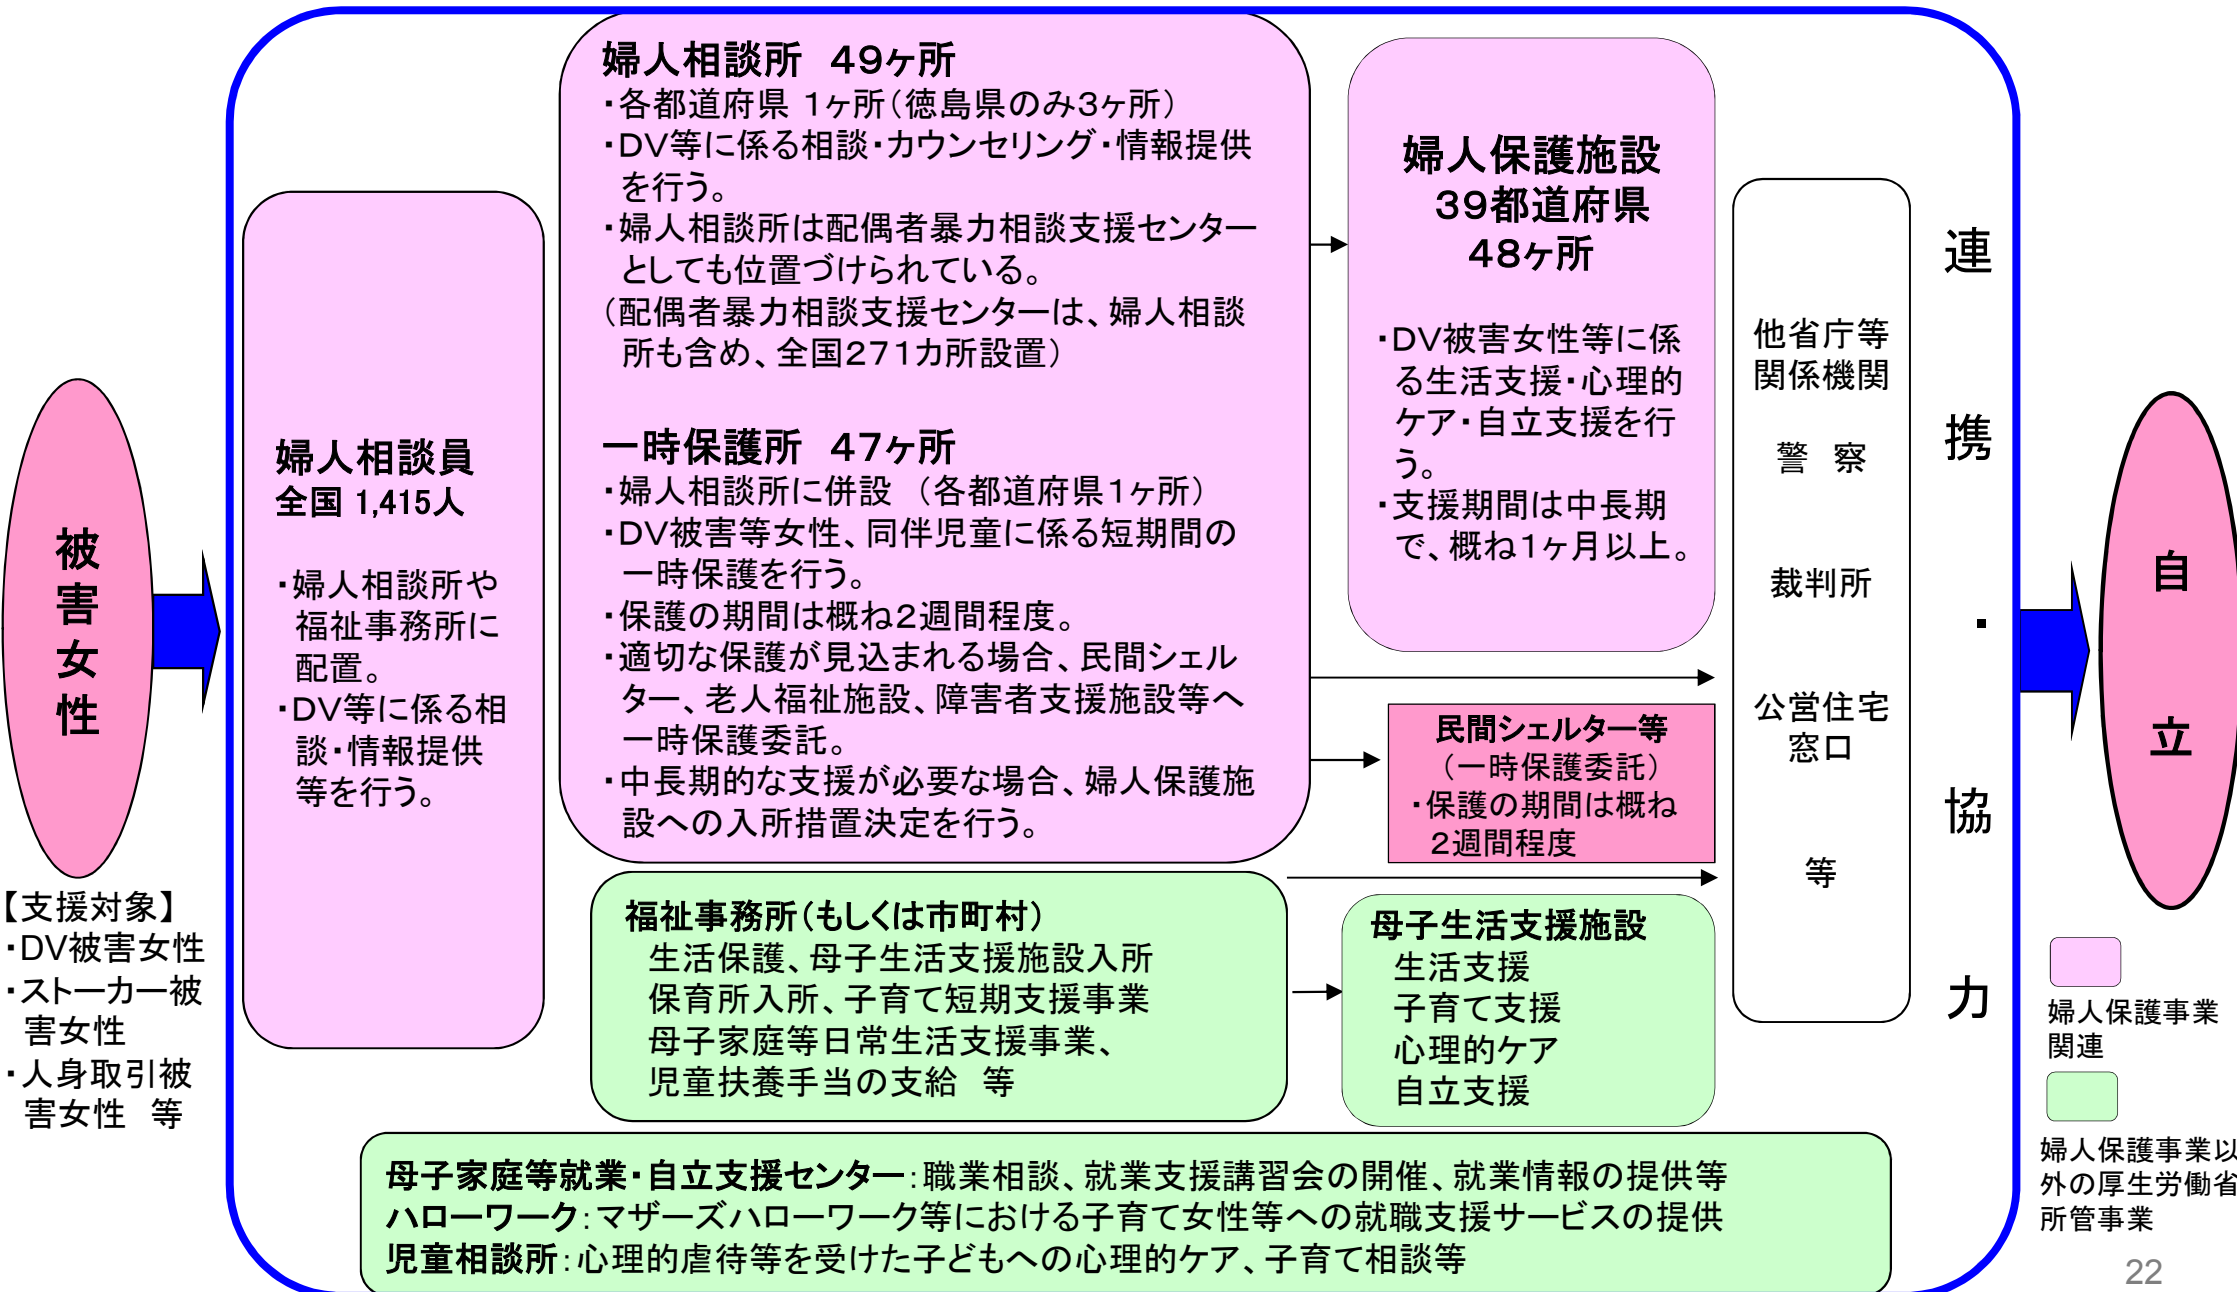 被害女性
【支援対象】
・DV被害女性
・ストーカー被
害女性
・人身取引被
害女性　等
婦人相談員
全国 1,415人
・婦人相談所や
福祉事務所に
配置。
・DV等に係る相
談・情報提供
等を行う。
婦人相談所　49ヶ所
・各都道府県 1ヶ所（徳島県のみ3ヶ所）
・DV等に係る相談・カウンセリング・情報提供
を行う。
・婦人相談所は配偶者暴力相談支援センター
としても位置づけられている。
（配偶者暴力相談支援センターは、婦人相談
所も含め、全国271カ所設置）
一時保護所　47ヶ所
・婦人相談所に併設　（各都道府県1ヶ所）
・DV被害等女性、同伴児童に係る短期間の
一時保護を行う。
・保護の期間は概ね2週間程度。
・適切な保護が見込まれる場合、民間シェル
ター、老人福祉施設、障害者支援施設等へ
一時保護委託。
・中長期的な支援が必要な場合、婦人保護施
設への入所措置決定を行う。
婦人保護施設
39都道府県
48ヶ所
・DV被害女性等に係
る生活支援・心理的
ケア・自立支援を行
う。
・支援期間は中長期
で、概ね1ヶ月以上。
民間シェルター等
（一時保護委託）
・保護の期間は概ね
2週間程度
福祉事務所（もしくは市町村）
生活保護、母子生活支援施設入所
保育所入所、子育て短期支援事業
母子家庭等日常生活支援事業、
児童扶養手当の支給　等
母子生活支援施設
生活支援
子育て支援
心理的ケア
自立支援
他省庁等
関係機関
警　察
裁判所
公営住宅
窓口
等
連携・協力
自立
母子家庭等就業・自立支援センター：職業相談、就業支援講習会の開催、就業情報の提供等
ハローワーク：マザーズハローワーク等における子育て女性等への就職支援サービスの提供
児童相談所：心理的虐待等を受けた子どもへの心理的ケア、子育て相談等
婦人保護事業
関連
婦人保護事業以
外の厚生労働省
所管事業
22